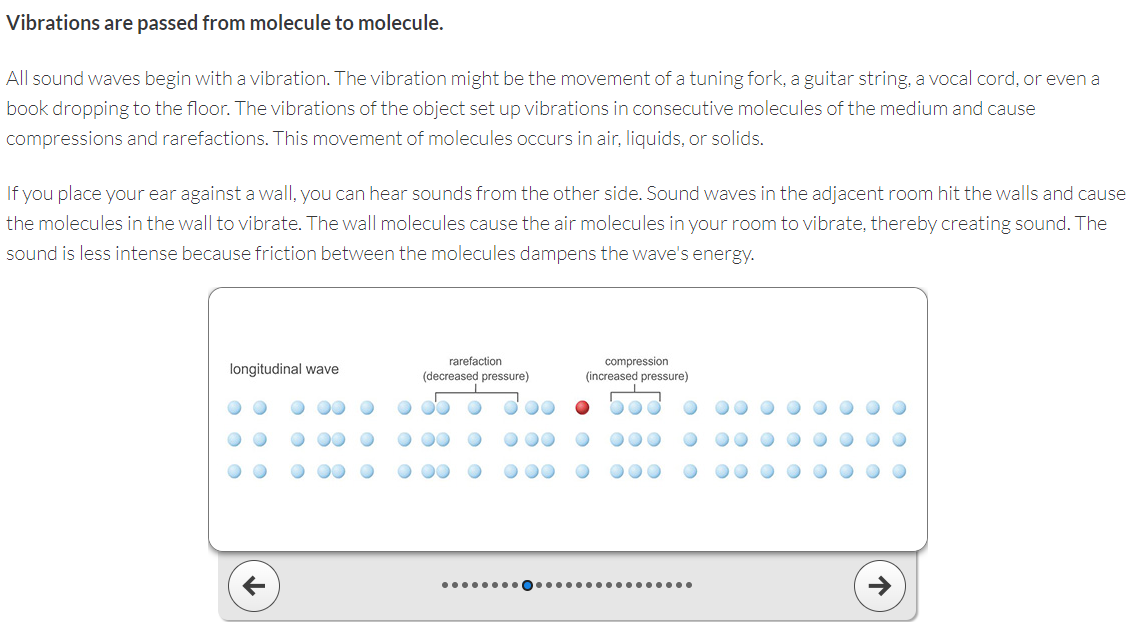 Vibrations are passed from molecule to molecule.
All sound waves begin with a vibration. The vibration might be the movement of a tuning fork, a guitar string, a vocal cord, or even a
book dropping to the floor. The vibrations of the object set up vibrations in consecutive molecules of the medium and cause
compressions and rarefactions. This movement of molecules occurs in air, liquids, or solids.
If you place your ear against a wall, you can hear sounds from the other side. Sound waves in the adjacent room hit the walls and cause
the molecules in the wall to vibrate. The wall molecules cause the air molecules in your room to vibrate, thereby creating sound. The
sound is less intense because friction between the molecules dampens the wave's energy.
longitudinal wave
rarefaction
(decreased pressure)
compression
(increased pressure)